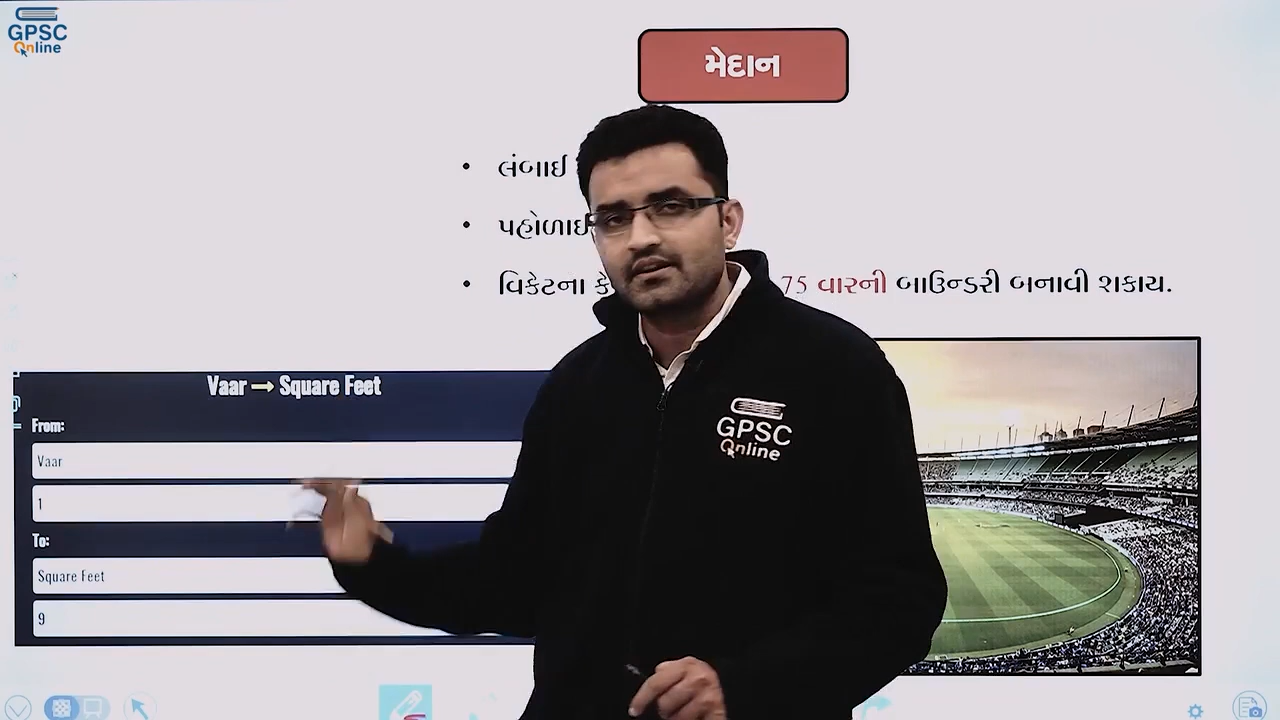 GPSC
Online
મેદાન
• લંબાઈ
• પહોળાઈ
• વિકેટના 75 વારની બાઉન્ડરી બનાવી શકાય.
Vaar → Square Feet
From:
Vaar
1
To:
Square Feet
9
GPSC
Online